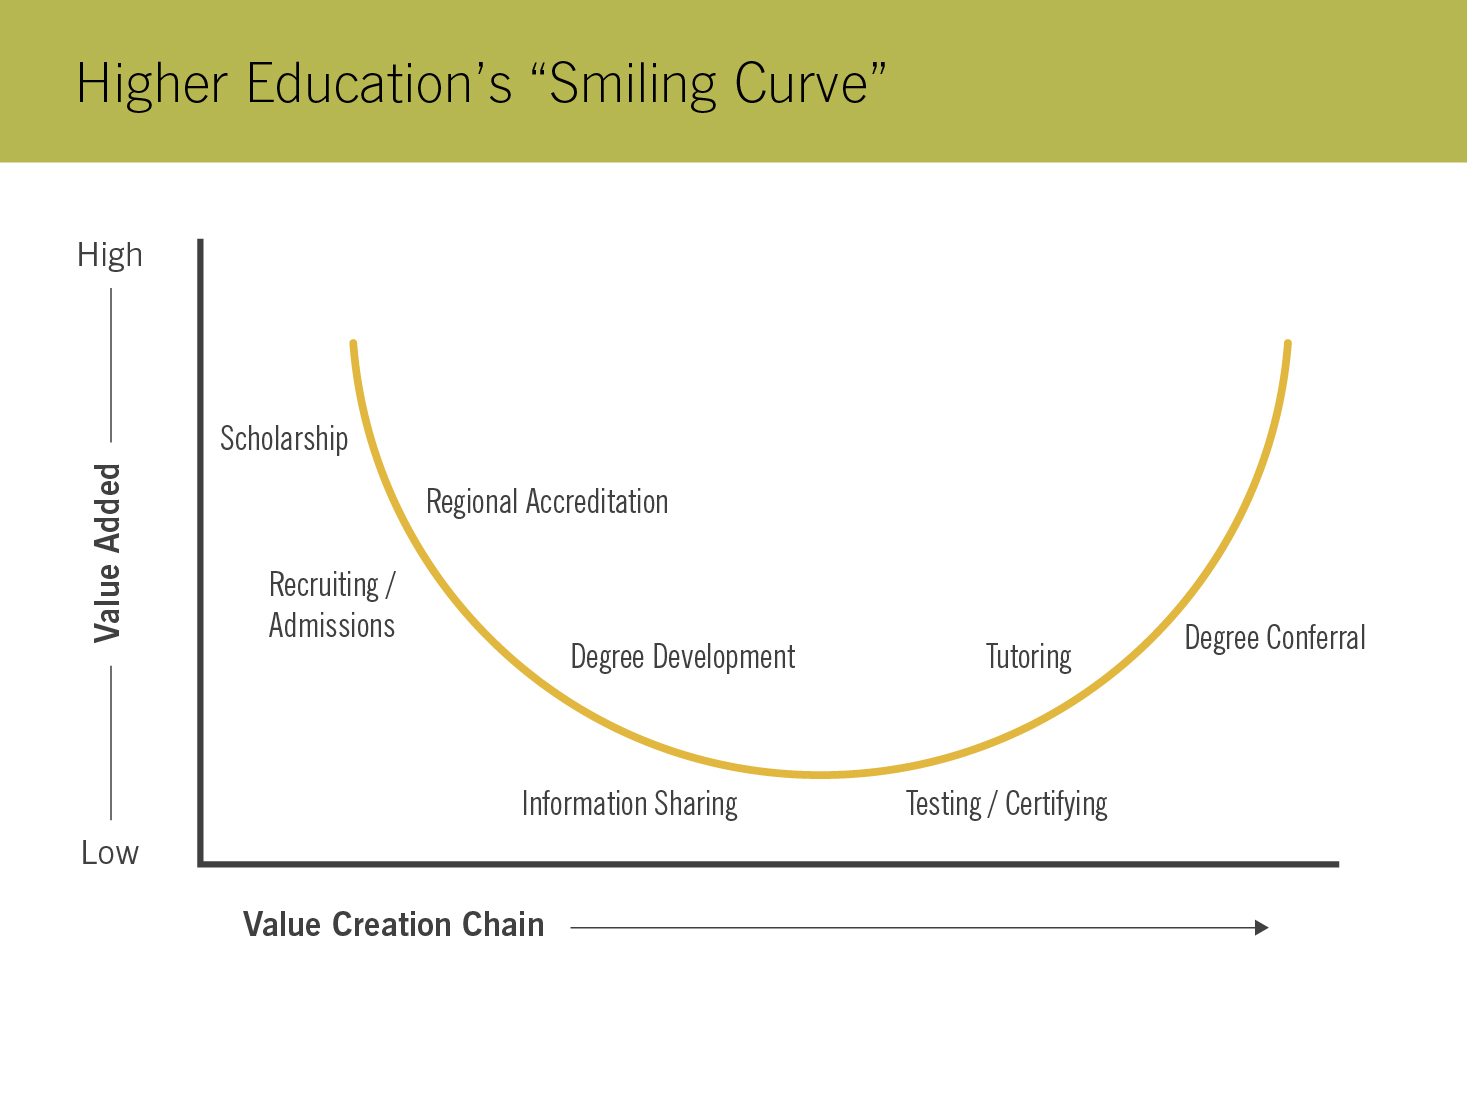 Higher Education’s “Smiling Curve”
High
Value Added
Low
Scholarship
Regional Accreditation
Recruiting /
Admissions
Degree Development
Tutoring
Degree Conferral
Information Sharing
Testing / Certifying
Value Creation Chain